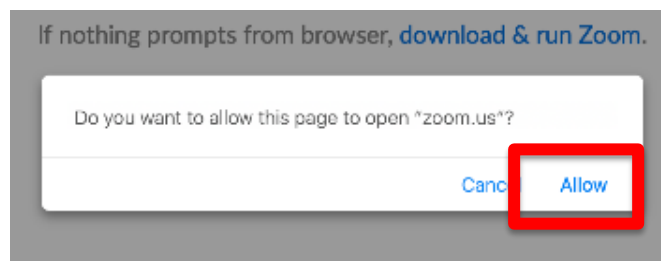 If nothing prompts from browser, download & run Zoom.
Do you want to allow this page to open "zoom.us"?
Allow